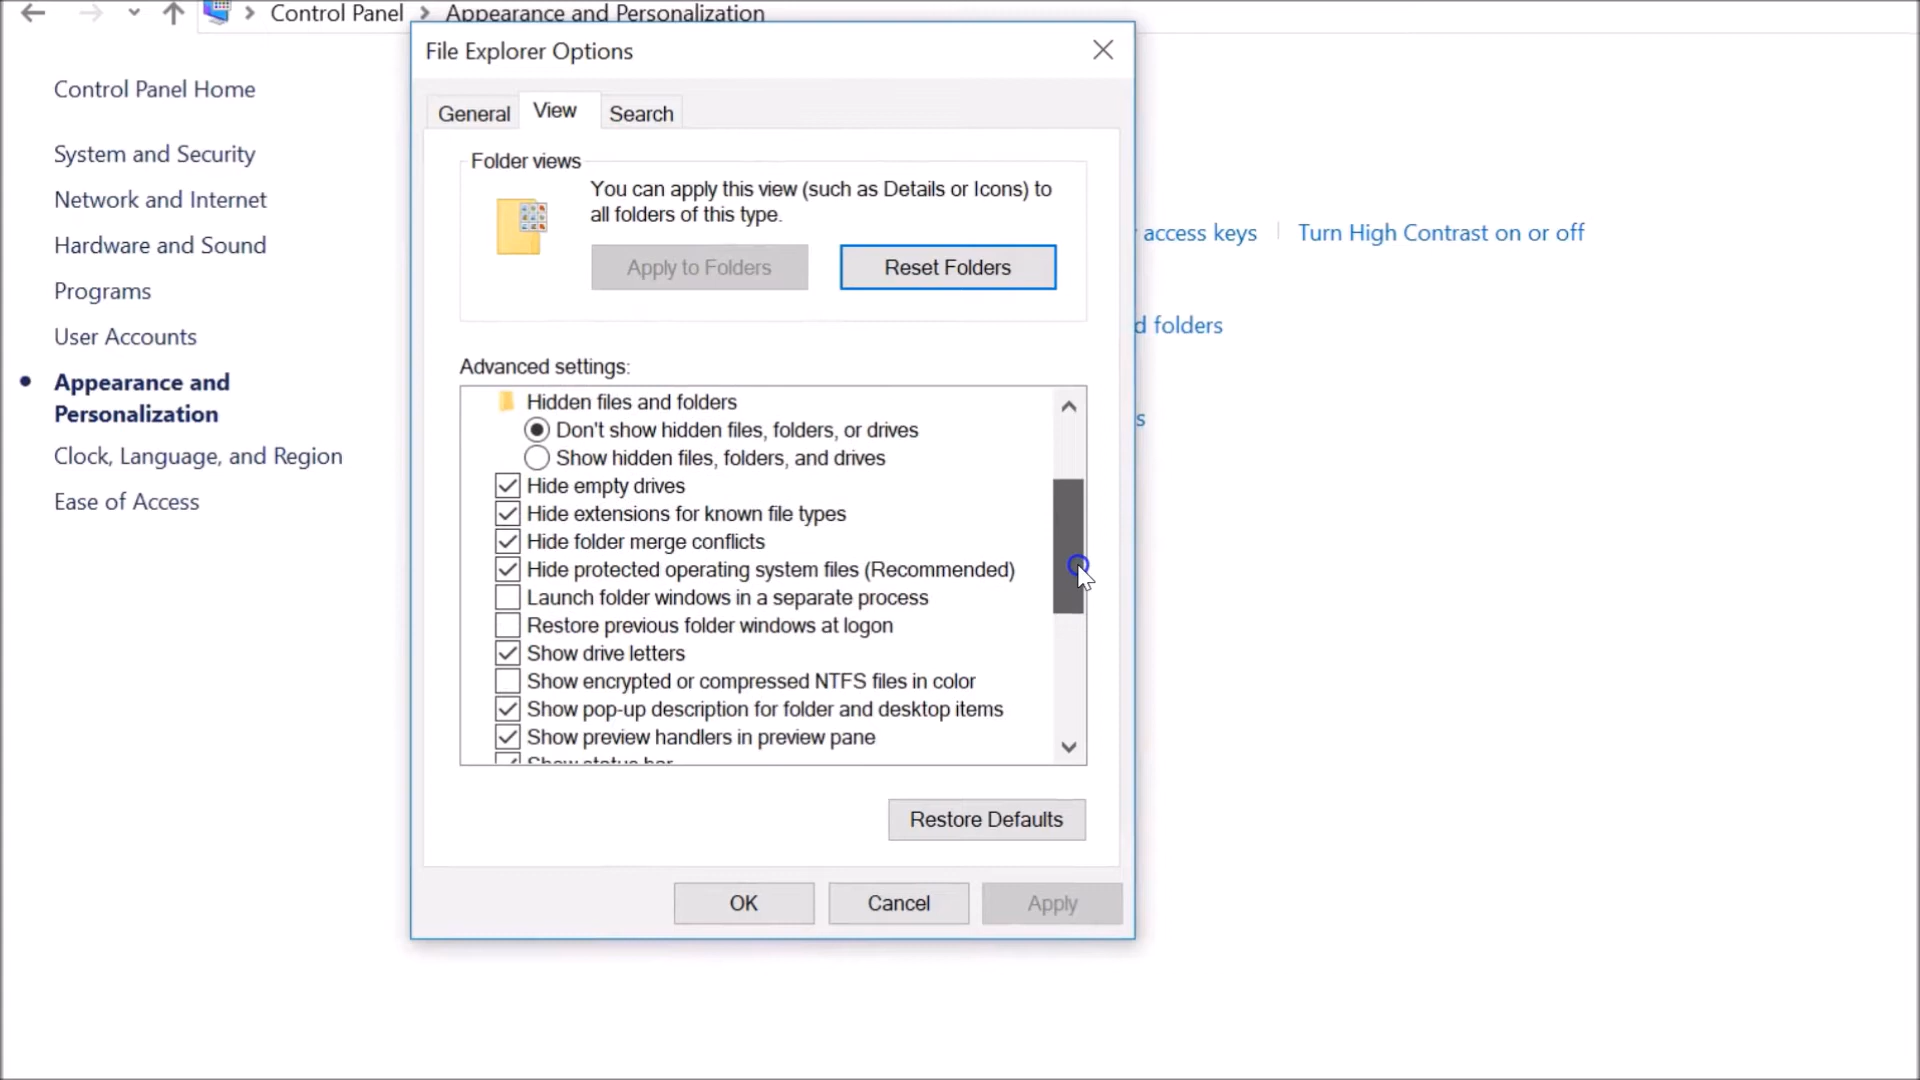 Control Panel > Appearance and Personalization
File Explorer Options
Control Panel Home
System and Security
Network and Internet
Hardware and Sound
Programs
User Accounts
Appearance and
Personalization
Clock, Language, and Region
Ease of Access
General
View
Search
Folder views
You can apply this view (such as Details or Icons) to
all folders of this type.
Apply to Folders
Reset Folders
Advanced settings:
Hidden files and folders
Don't show hidden files, folders, or drives
Show hidden files, folders, and drives
Hide empty drives
Hide extensions for known file types
Hide folder merge conflicts
Hide protected operating system files (Recommended)
Launch folder windows in a separate process
Restore previous folder windows at logon
Show drive letters
Show encrypted or compressed NTFS files in color
Show pop-up description for folder and desktop items
Show preview handlers in preview pane
Show status bar
Restore Defaults
OK
Cancel
Apply
access keys
Turn High Contrast on or off
d folders
s